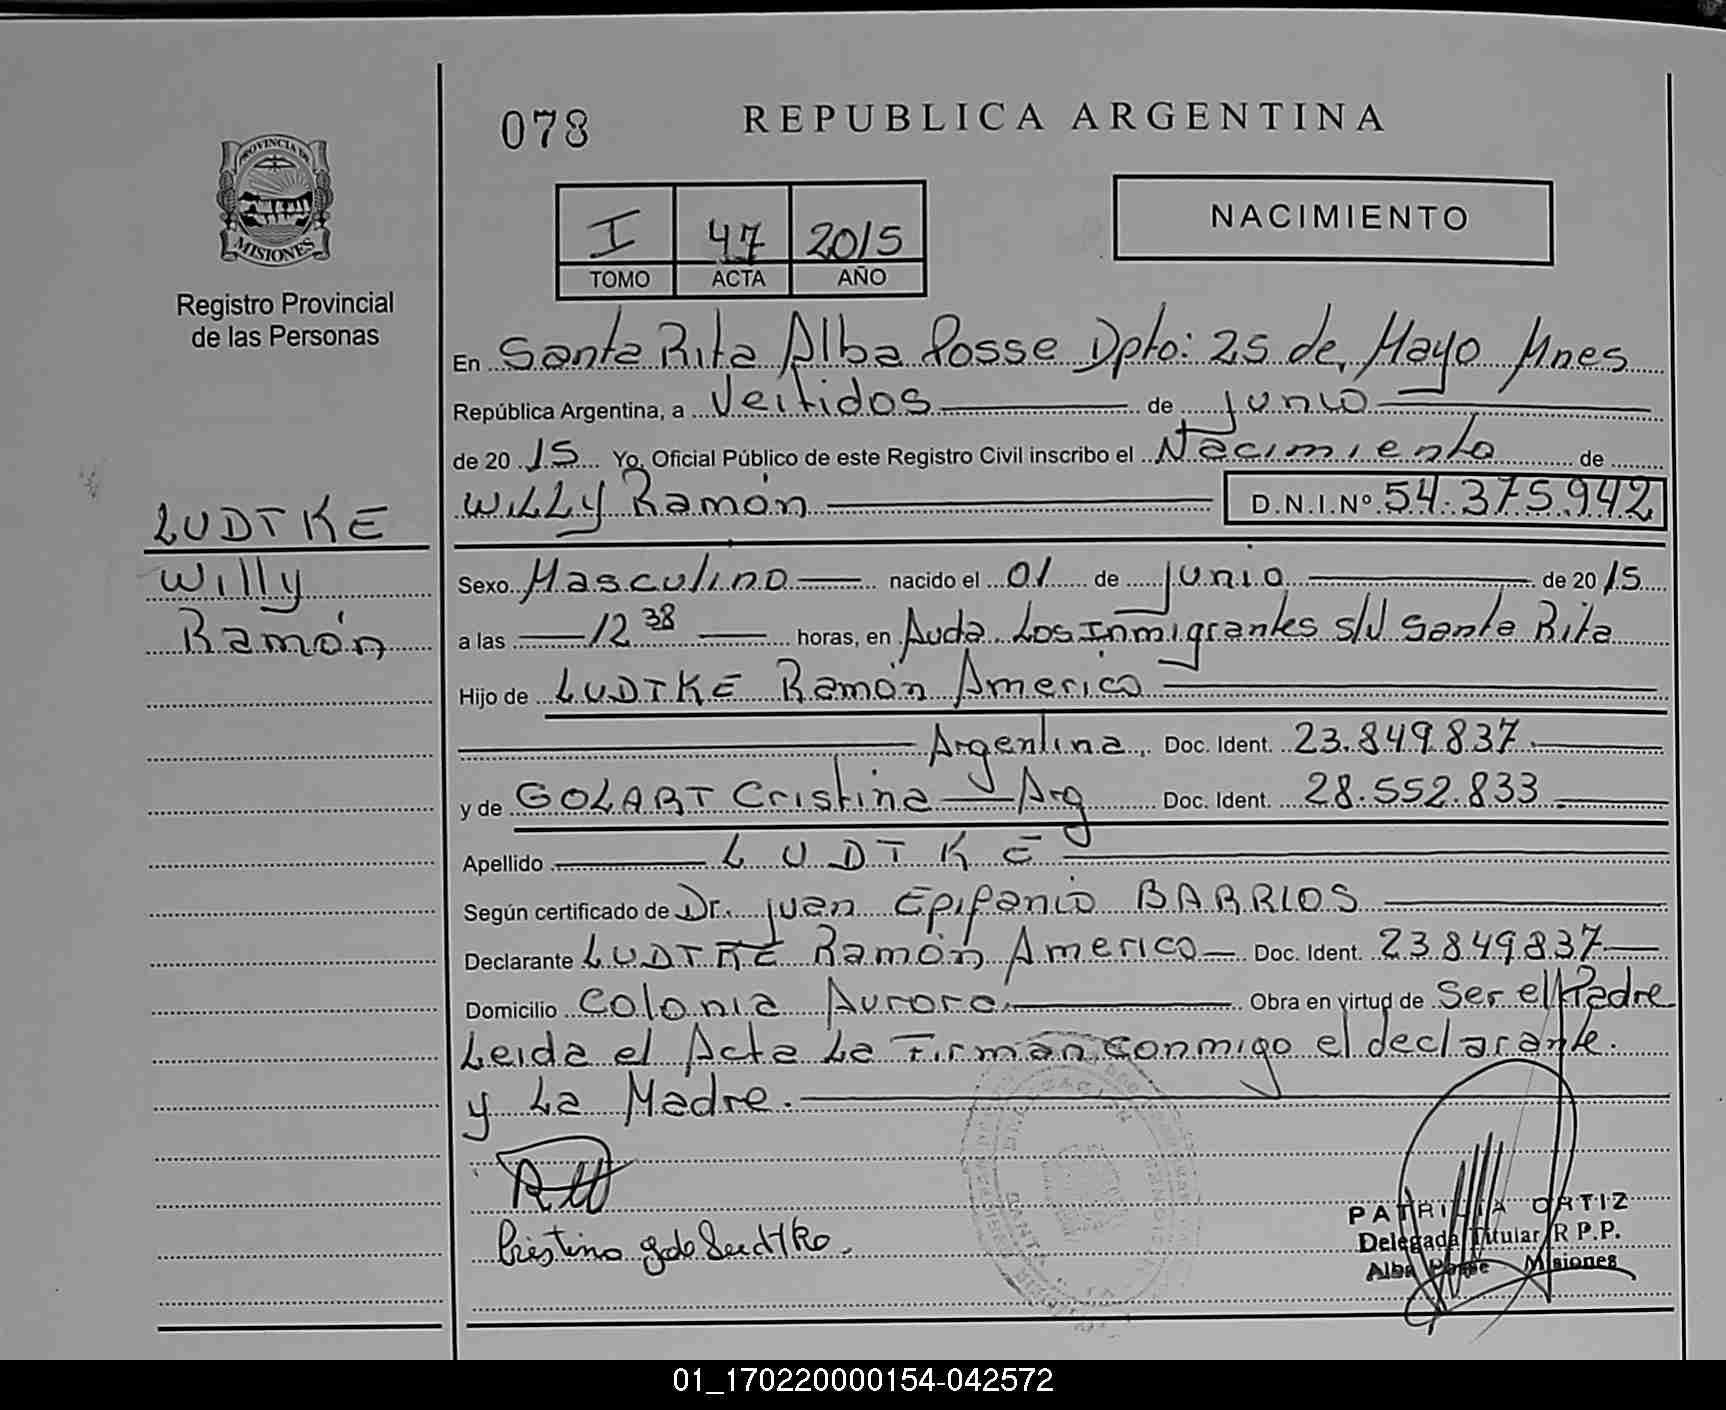 078
REPUBLICA ARGENTINA
PROVINCIA DE
MISIONES
Registro Provincial
de las Personas
I 47 2015
TOMO ACTA AÑO
NACIMIENTO
En Santa Rita Alba Posse Dpto: 25 de Mayo Mnes
República Argentina, a Veitidos de junio
de 20 15 Yo, Oficial Público de este Registro Civil inscribo el Nacimiento de
WILLY Ramón D.N.I.Nº 54.375.942
LUDTKE
Willy
Ramón
Sexo Masculino nacido el 01 de junio de 20 15
a las 12 38 horas, en Avda Los Inmigrantes s/N Santa Rita
Hijo de LUDTKE Ramón Americo
Argentina, Doc. Ident. 23.849.837
y de GOLART Cristina Arg Doc. Ident. 28.552.833
Apellido LUDTKE
Según certificado de Dr. juan Epifanio BARRIOS
Declarante LUDTKE Ramón Americo Doc. Ident. 23.849.837
Domicilio Colonia Aurora Obra en virtud de Ser el Padre
Leida el Acta La Firman conmigo el declarante.
y La Madre.
Cristina g de Ludtke.
PATRICIA ORTIZ
Delegada Titular R.P.P.
Alba Posse Misiones
01_170220000154-042572